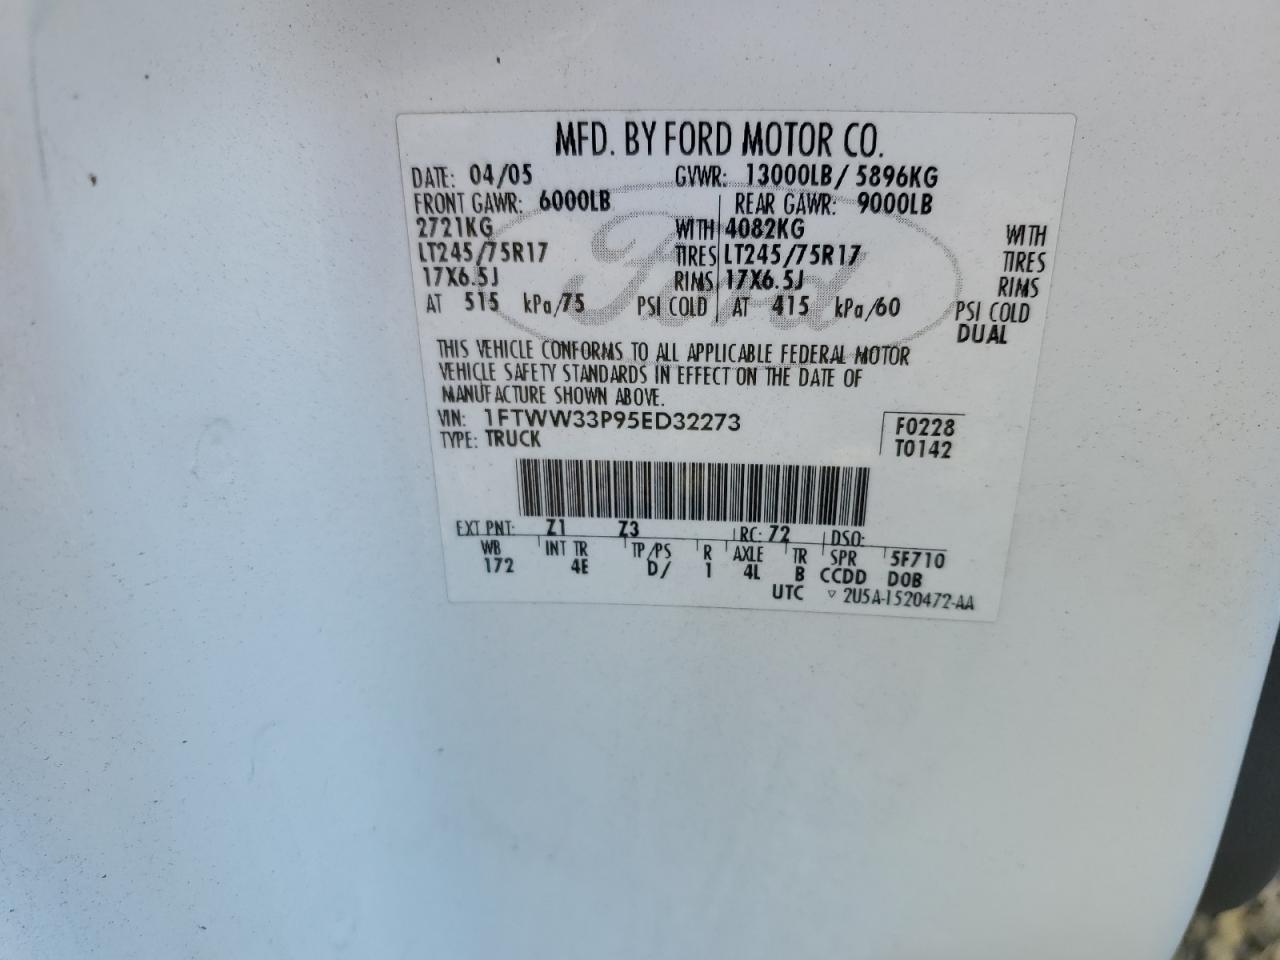 MFD. BY FORD MOTOR CO.
DATE: 04/05 GVWR: 13000LB/ 5896KG
FRONT GAWR: 6000LB REAR GAWR: 9000LB
2721KG WITH 4082KG WITH
LT245/75R17 TIRES LT245/75R17 TIRES
17X6.5J RIMS 17X6.5J RIMS
AT 515 kPa/75 PSI COLD AT 415 kPa/60 PSI COLD
DUAL
Ford
THIS VEHICLE CONFORMS TO ALL APPLICABLE FEDERAL MOTOR
VEHICLE SAFETY STANDARDS IN EFFECT ON THE DATE OF
MANUFACTURE SHOWN ABOVE.
VIN: 1FTWW33P95ED32273 F0228
TYPE: TRUCK T0142
EXT PNT: Z1 Z3 RC: 72 DSO:
WB INT TR TP/PS R AXLE TR SPR 5F710
172 4E D/ 1 4L B CCDD DOB
UTC ▽ 2U5A-1520472-AA